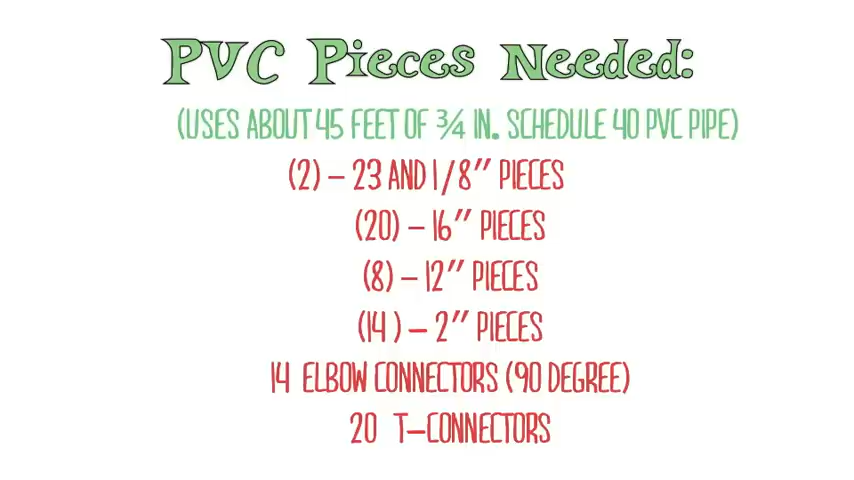 PVC Pieces Needed:
(USES ABOUT 45 FEET OF ¾ IN. SCHEDULE 40 PVC PIPE)
(2) – 23 AND 1/8" PIECES
(20) – 16" PIECES
(8) – 12" PIECES
(14 ) – 2" PIECES
14 ELBOW CONNECTORS (90 DEGREE)
20 T-CONNECTORS